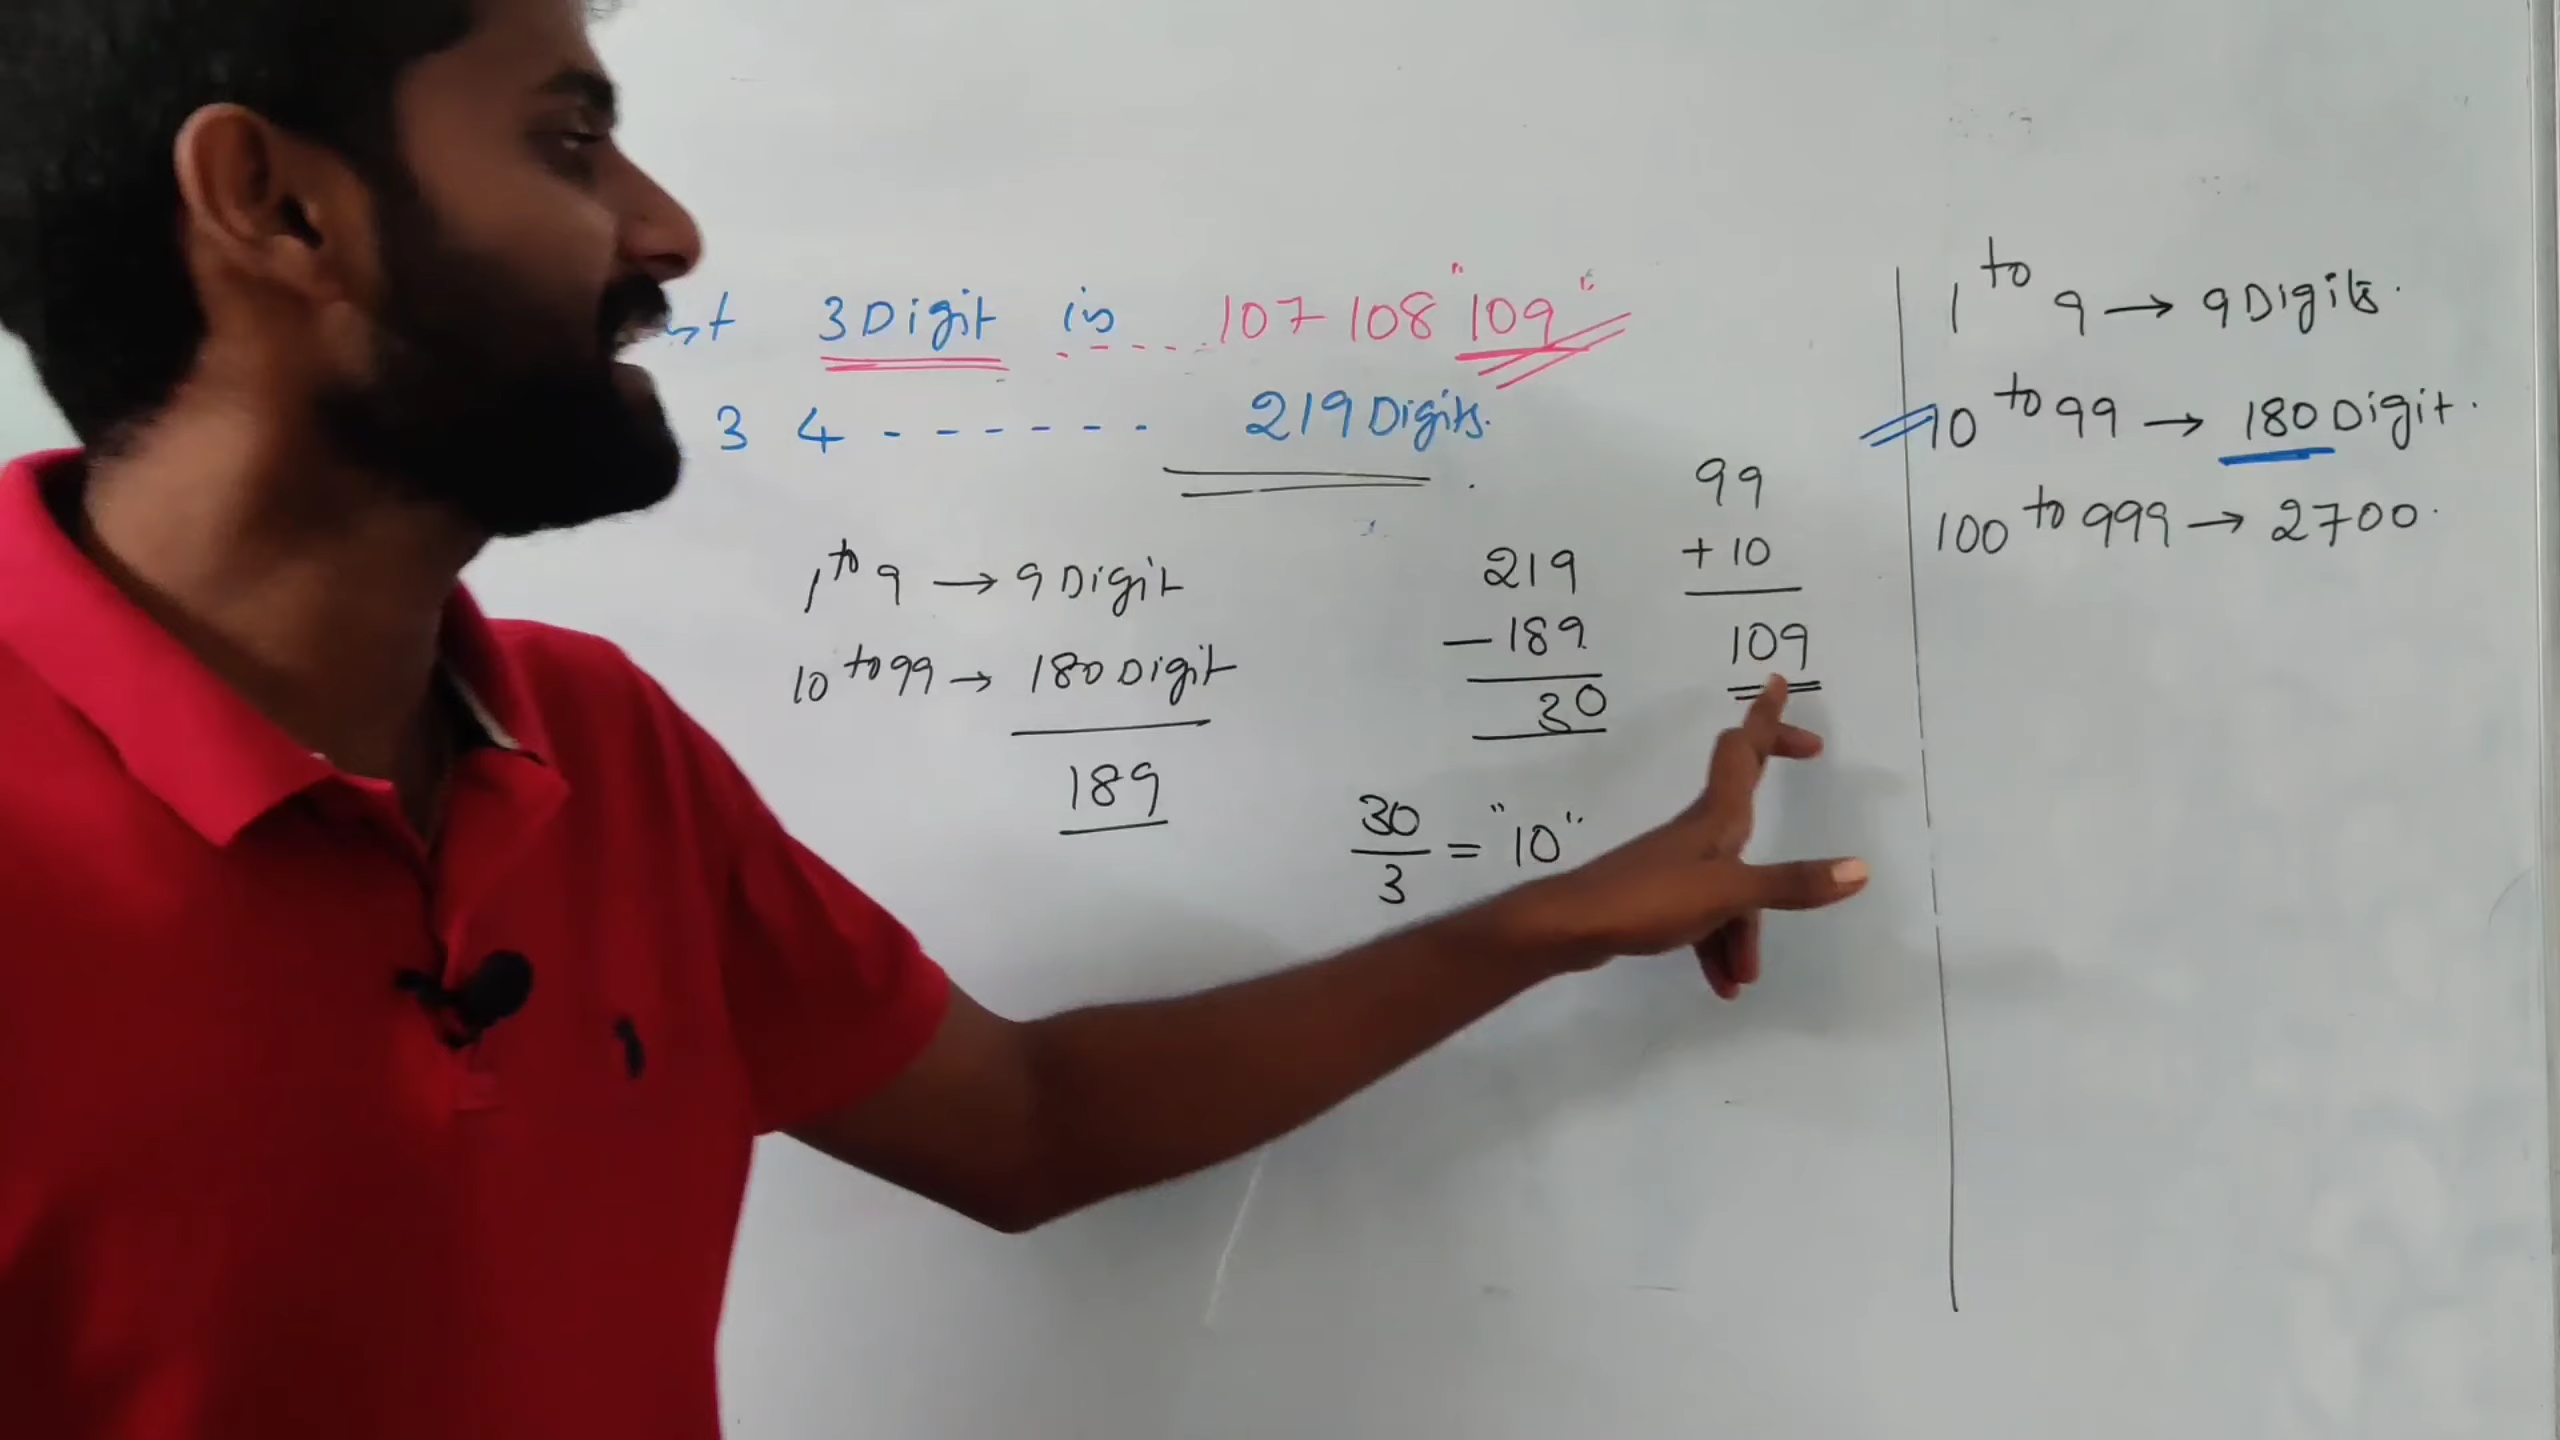 3 Digit is ..... 107 - 108 "109"
3 4 - - - - - - - 219 Digits.
1 to 9 → 9 Digit
10 to 99 → 180 Digit
189
219
- 189
30
30/3 = "10"
99
+ 10
109
1 to 9 → 9 Digits.
10 to 99 → 180 Digit.
100 to 999 → 2700.